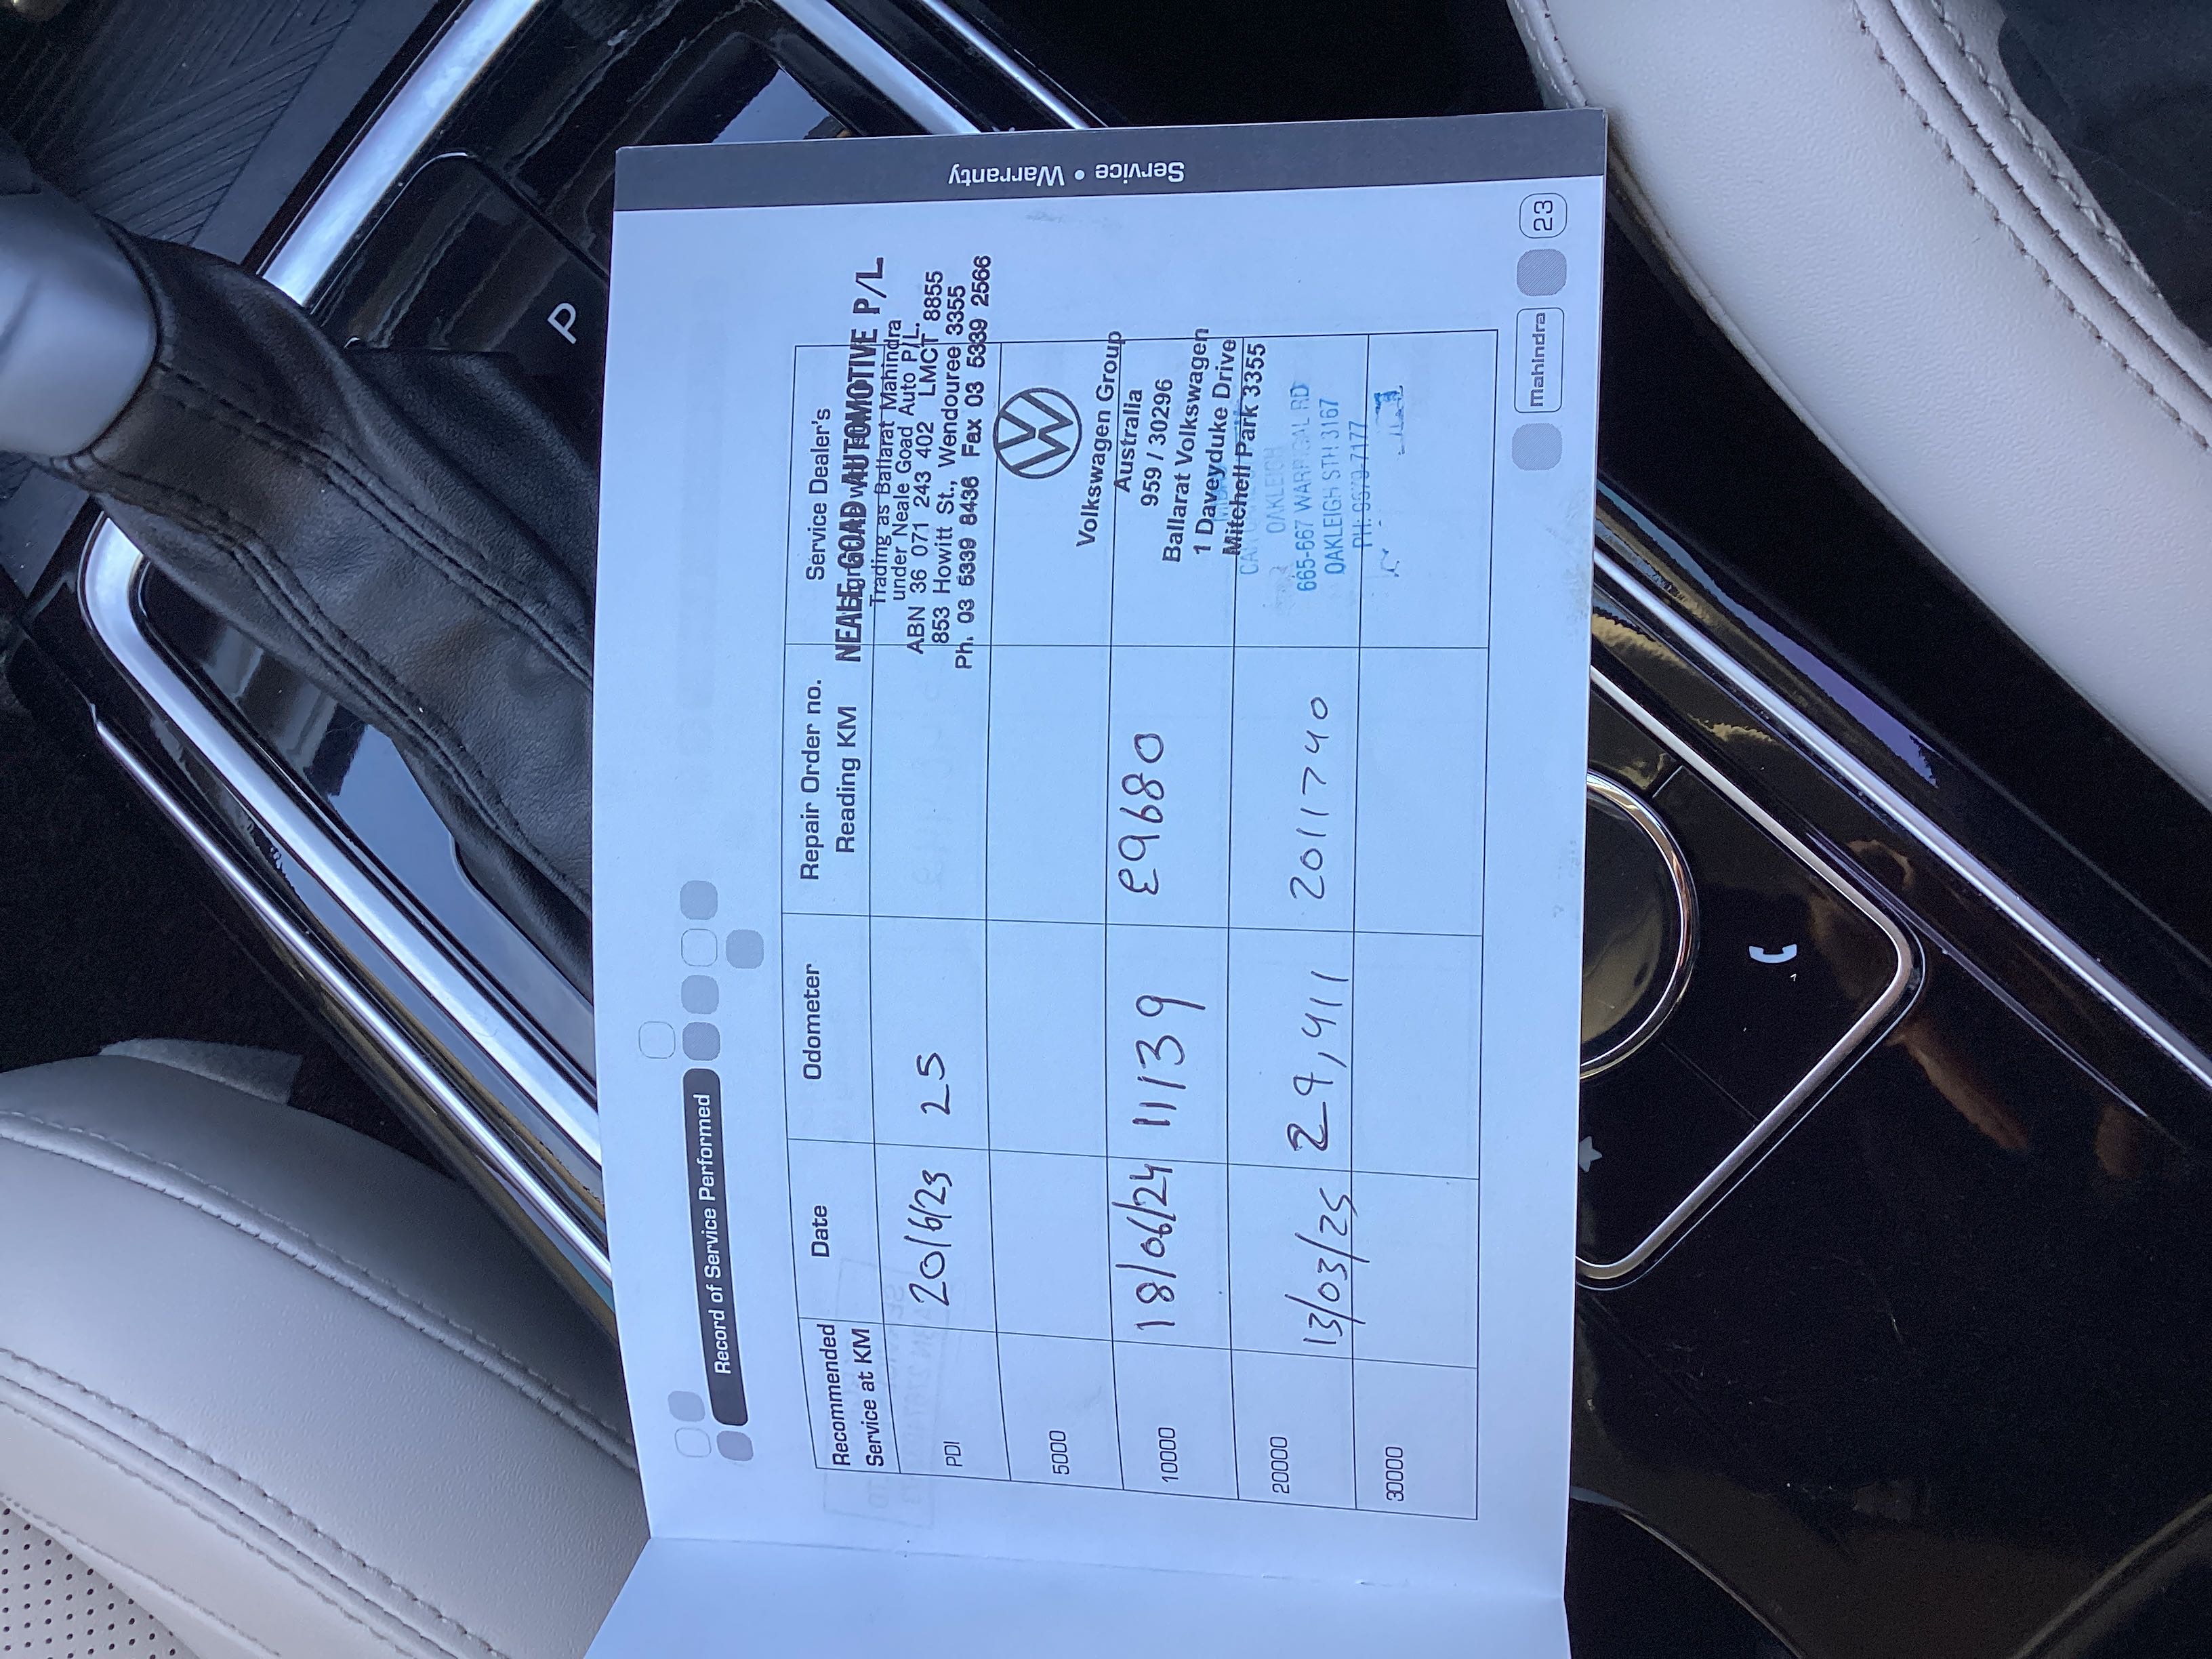 Service • Warranty
Record of Service Performed
Recommended Service at KM
Date
Odometer
Repair Order no. Reading KM
Service Dealer's
PDI
20/6/23
25
NEALE GOAD AUTOMOTIVE P/L
Trading as Ballarat Mahindra
under Neale Goad Auto P/L.
ABN 36 071 243 402 LMCT 8855
853 Howitt St., Wendouree 3355
Ph. 03 5339 8436 Fax 03 5339 2566
5000
10000
18/06/24
11139
E9680
Volkswagen Group
Australia
959 / 30296
Ballarat Volkswagen
1 Daveyduke Drive
Mitchell Park 3355
20000
13/03/25
29,411
2011740
OAKLEIGH
665-667 WARRIGAL RD
OAKLEIGH STH 3167
PH: 9579-7177
30000
mahindra
23
P